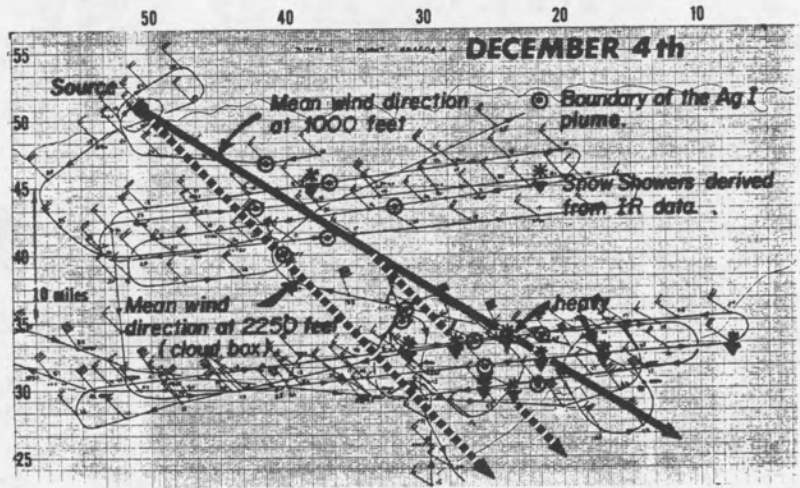 50 40 30 20 10
DECEMBER 4th
55
Source
50
Mean wind direction
at 1000 feet
Boundary of the Ag I
plume.
45
Snow Showers derived
from IR data.
40
10 miles
Mean wind
direction at 2250 feet
(cloud box)
heavy
35
30
25